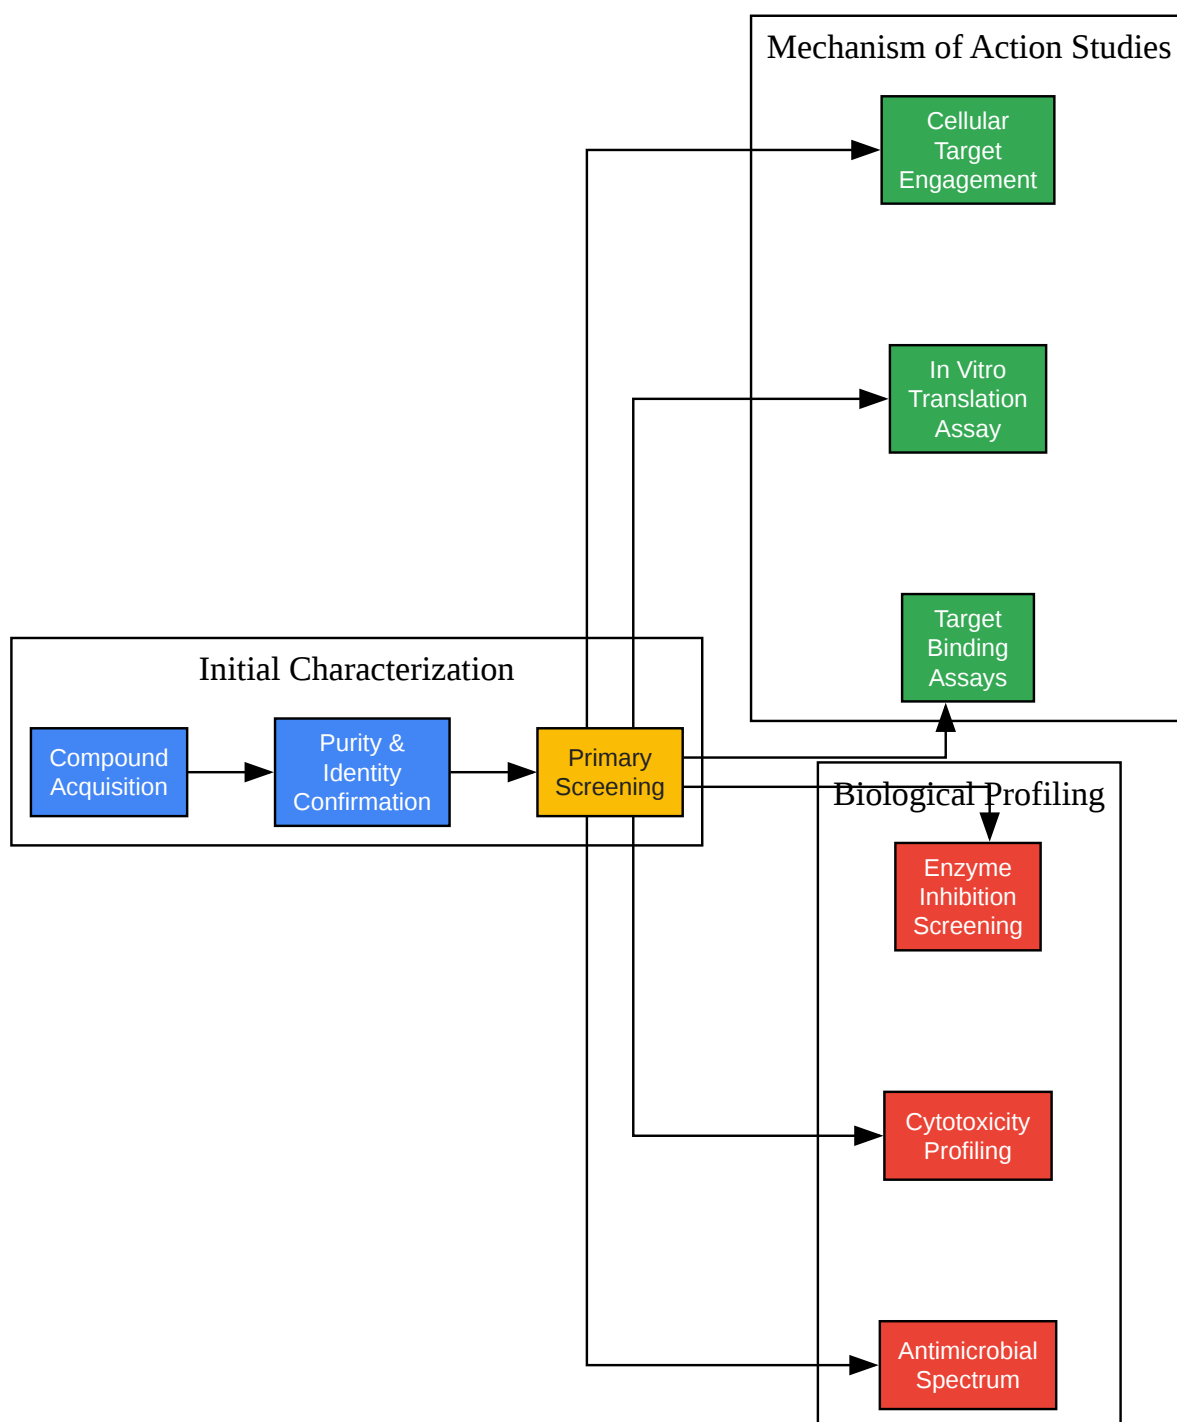 Mechanism of Action Studies
Cellular
Target
Engagement
In Vitro
Translation
Assay
Target
Binding
Assays
Initial Characterization
Compound
Acquisition
Purity &
Identity
Confirmation
Primary
Screening
Biological Profiling
Enzyme
Inhibition
Screening
Cytotoxicity
Profiling
Antimicrobial
Spectrum